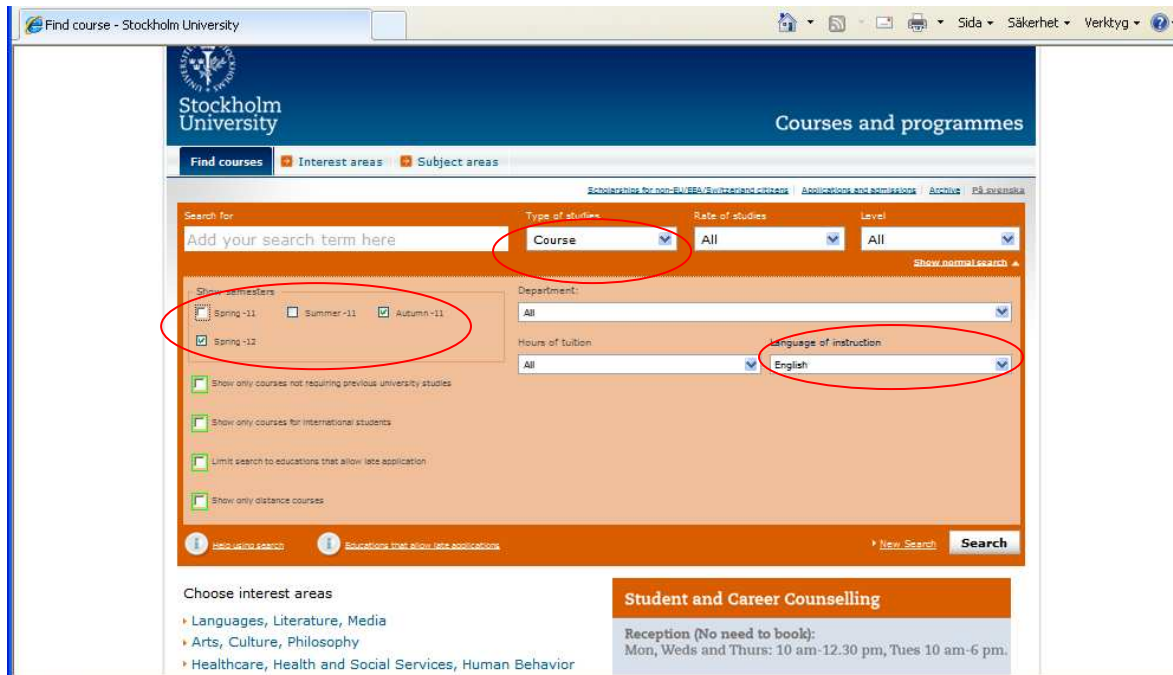 Find course - Stockholm University
Sida Säkerhet Verktyg
Stockholm
University
Courses and programmes
Find courses Interest areas Subject areas
Scholarships for non-EU/EEA/Switzerland citizens Applications and admissions Archive På svenska
Search for Type of studies Rate of studies Level
Add your search term here Course All All
Show normal search
Show semesters Department:
Spring -11 Summer -11 Autumn -11 All
Spring -12 Hours of tuition Language of instruction
All English
Show only courses not requiring previous university studies
Show only courses for international students
Limit search to educations that allow late application
Show only distance courses
Help using search Educations that allow late applications New Search Search
Choose interest areas Student and Career Counselling
Languages, Literature, Media
Arts, Culture, Philosophy Reception (No need to book):
Healthcare, Health and Social Services, Human Behavior Mon, Weds and Thurs: 10 am-12.30 pm, Tues 10 am-6 pm.